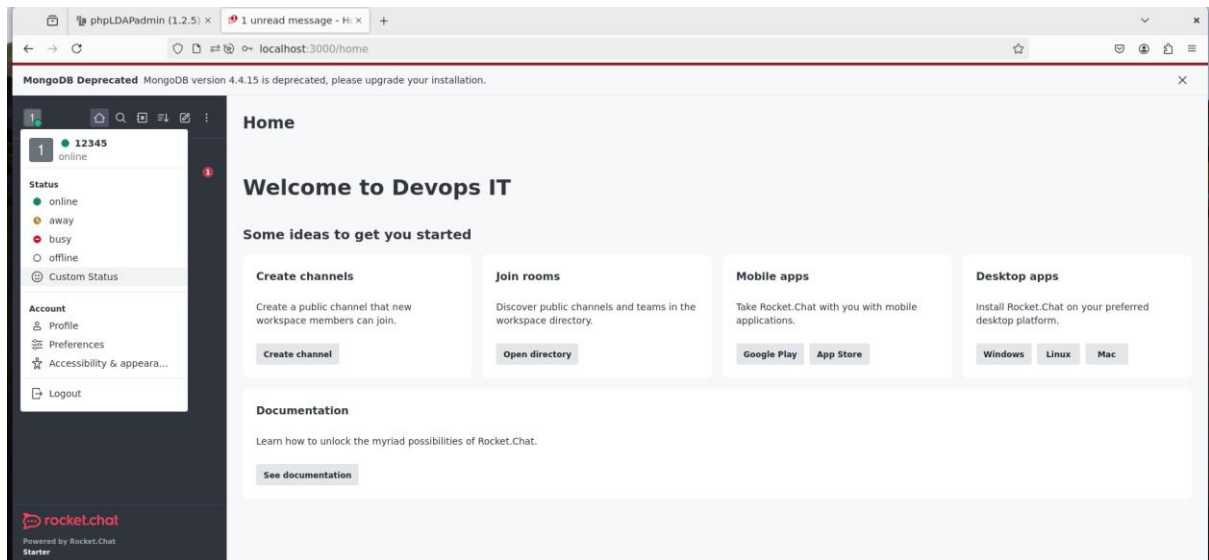 phpLDAPadmin (1.2.5)
1 unread message - Ho
localhost:3000/home
MongoDB Deprecated MongoDB version 4.4.15 is deprecated, please upgrade your installation.
1
1
12345
online
Status
online
away
busy
offline
Custom Status
Account
Profile
Preferences
Accessibility & appeara...
Logout
1
rocket.chat
Powered by Rocket.Chat
Starter
Home
Welcome to Devops IT
Some ideas to get you started
Create channels
Create a public channel that new
workspace members can join.
Create channel
Join rooms
Discover public channels and teams in the
workspace directory.
Open directory
Mobile apps
Take Rocket.Chat with you with mobile
applications.
Google Play App Store
Desktop apps
Install Rocket.Chat on your preferred
desktop platform.
Windows Linux Mac
Documentation
Learn how to unlock the myriad possibilities of Rocket.Chat.
See documentation